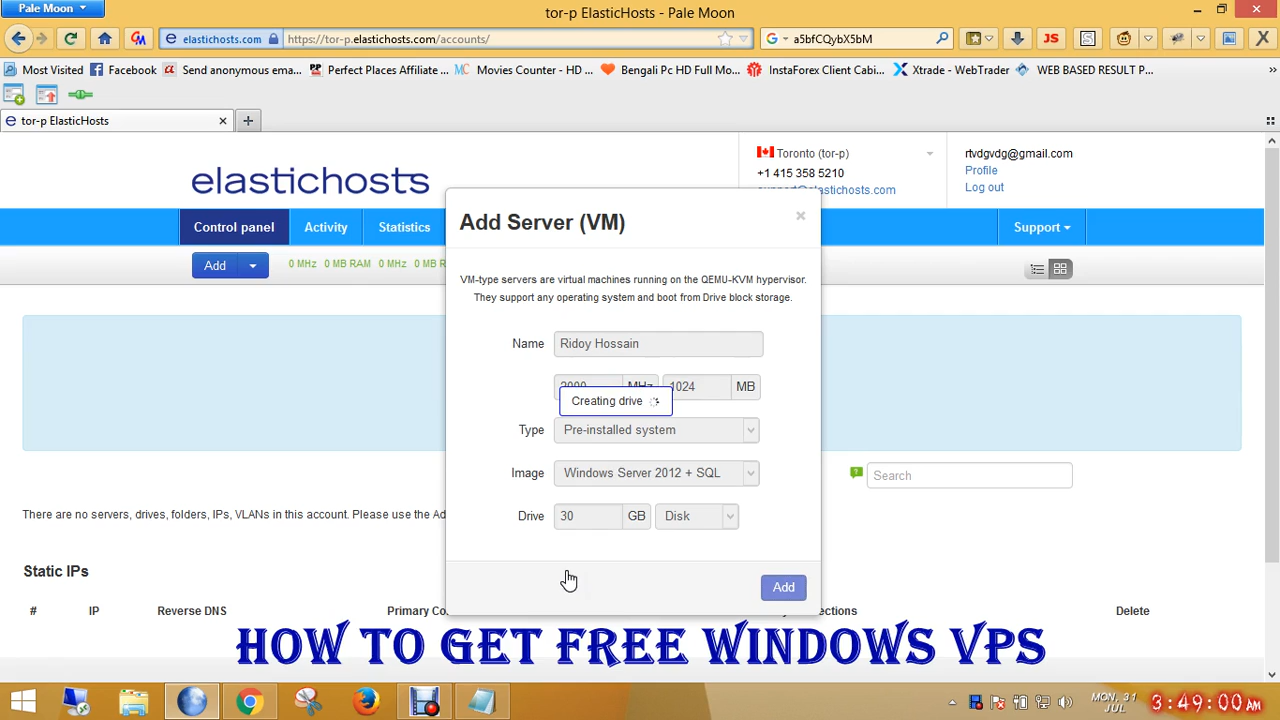 Pale Moon
tor-p ElasticHosts - Pale Moon
elastichosts.com
https://tor-p.elastichosts.com/accounts/
a5bfCQybX5bM
Most Visited Facebook Send anonymous ema... Perfect Places Affiliate ... Movies Counter - HD ... Bengali Pc HD Full Mo... InstaForex Client Cabi... Xtrade - WebTrader WEB BASED RESULT P...
tor-p ElasticHosts
elastichosts
Toronto (tor-p)
+1 415 358 5210
support@elastichosts.com
rtvdgvdg@gmail.com
Profile
Log out
Control panel Activity Statistics Support
Add 0 MHz 0 MB RAM 0 MHz 0 MB R
Add Server (VM)
VM-type servers are virtual machines running on the QEMU-KVM hypervisor.
They support any operating system and boot from Drive block storage.
Name Ridoy Hossain
2000 MHz 1024 MB
Creating drive
Type Pre-installed system
Image Windows Server 2012 + SQL
Drive 30 GB Disk
Add
Search
There are no servers, drives, folders, IPs, VLANs in this account. Please use the Ad
Static IPs
# IP Reverse DNS Primary Co ections Delete
HOW TO GET FREE WINDOWS VPS
MON, 31
JUL
3:49:00 AM